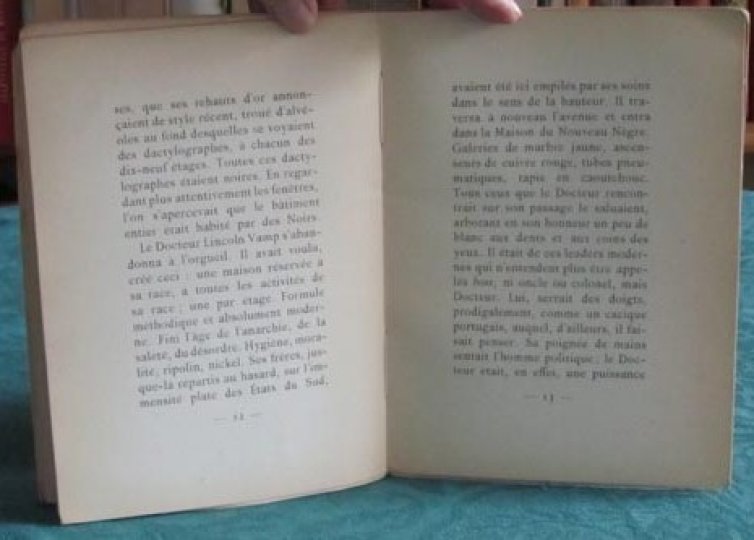 ses, que ses rehauts d'or annon-
çaient de style récent, troué d'alvé-
oles au fond desquelles se voyaient
des dactylographes, à chacun des
dix-neuf étages. Toutes ces dacty-
lographes étaient noires. En regar-
dant plus attentivement les fenêtres,
l'on s'apercevait que le bâtiment
entier était habité par des Noirs
Le Docteur Lincoln Vamp s'aban-
donna à l'orgueil. Il avait voulu,
créé ceci : une maison réservée à
sa race, à toutes les activités de
sa race ; une par étage. Formule
méthodique et absolument moder-
ne. Fini l'âge de l'anarchie, de la
saleté, du désordre. Hygiène, mora-
lité, ripolin, nickel. Ses frères, jus-
que-là repartis au hasard, sur l'im-
mensité plate des États du Sud,
— 12 —
avaient été ici empilés par ses soins
dans le sens de la hauteur. Il tra-
versa à nouveau l'avenue et entra
dans la Maison du Nouveau Nègre.
Galeries de marbre jaune, ascen-
seurs de cuivre rouge, tubes pneu-
matiques, tapis en caoutchouc.
Tous ceux que le Docteur rencon-
trait sur son passage le saluaient,
arborant en son honneur un peu de
blanc aux dents et aux coins des
yeux. Il était de ces leaders moder-
nes qui n'entendent plus être appe-
lés boss, ni oncle ou colonel, mais
Docteur. Lui, serrait des doigts,
prodigalement, comme un cacique
portugais, auquel, d'ailleurs, il fai-
sait penser. Sa poignée de mains
sentait l'homme politique ; le Doc-
teur était, en effet, une puissance
— 13 —